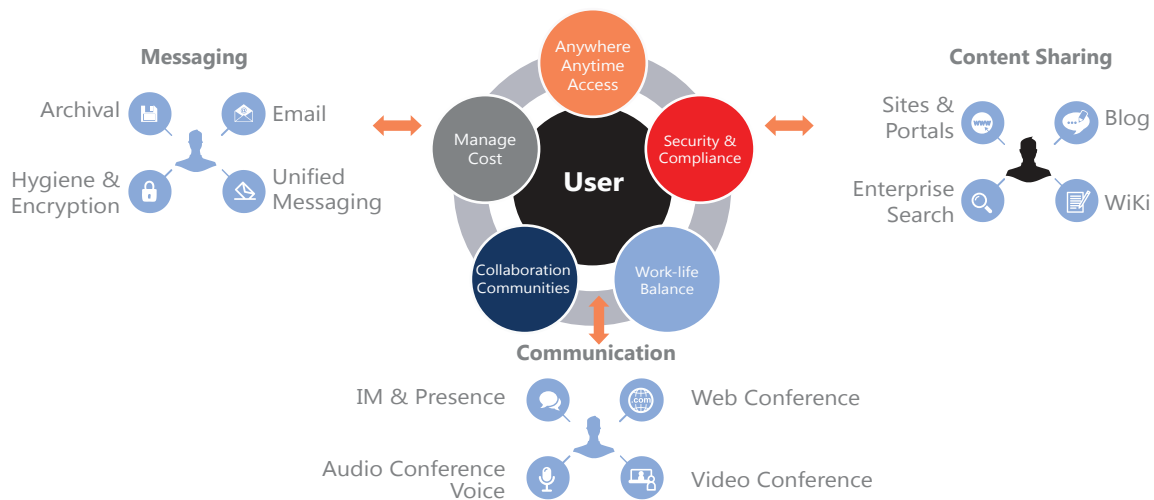 Messaging
Archival
Email
Hygiene &
Encryption
Unified
Messaging
Anywhere
Anytime
Access
Manage
Cost
Security &
Compliance
User
Collaboration
Communities
Work-life
Balance
Content Sharing
Sites &
Portals
www
Blog
Enterprise
Search
WiKi
Communication
IM & Presence
.com
Web Conference
Audio Conference
Voice
Video Conference